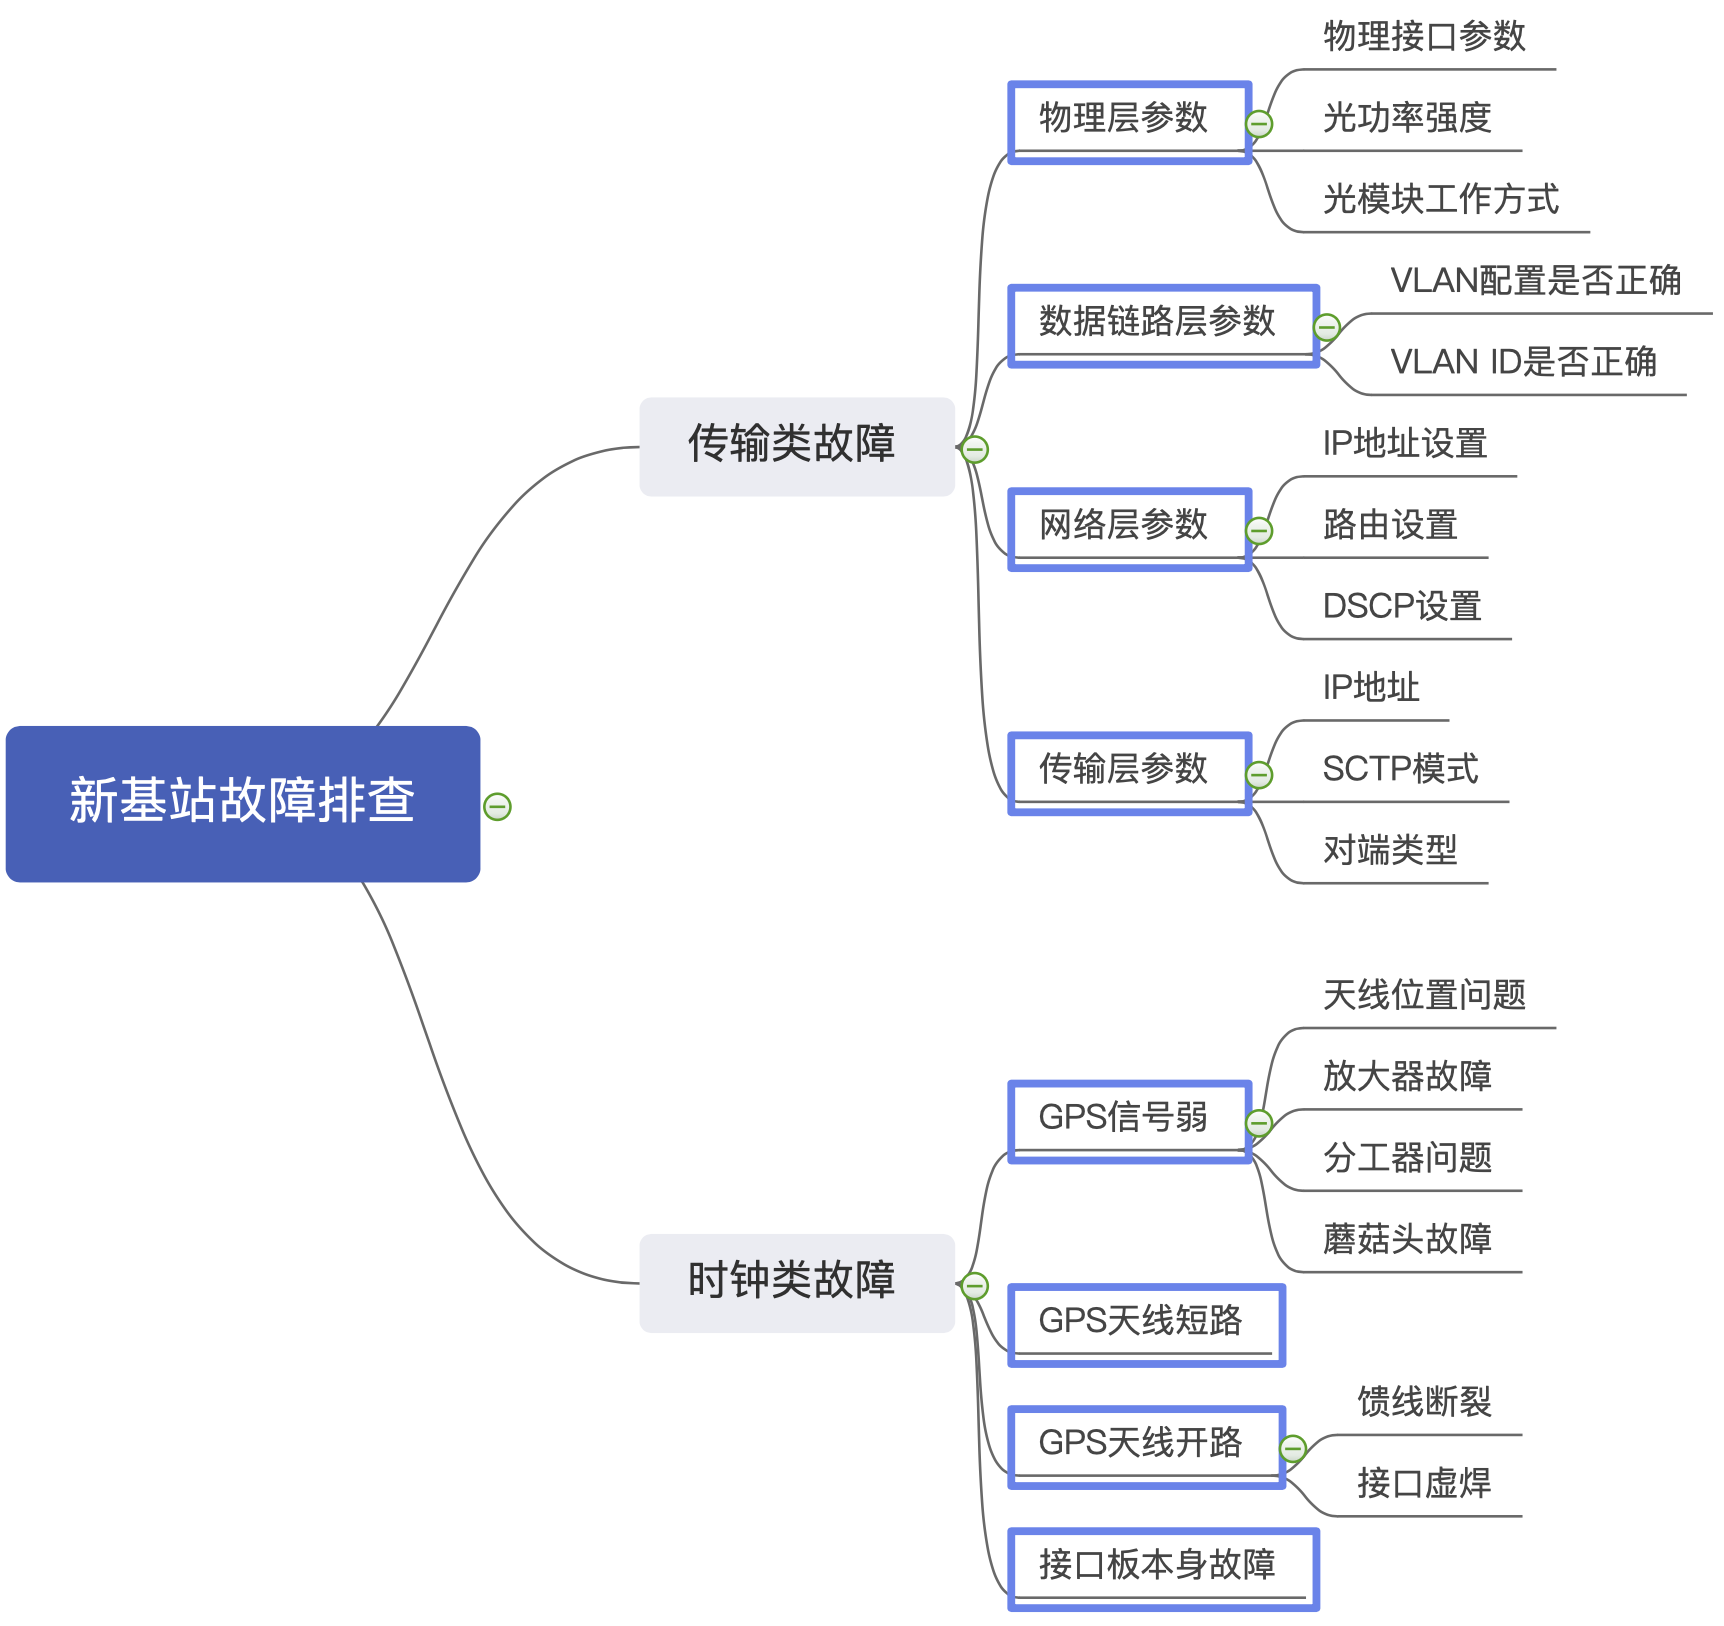 新基站故障排查
传输类故障
物理层参数
物理接口参数
光功率强度
光模块工作方式
数据链路层参数
VLAN配置是否正确
VLAN ID是否正确
网络层参数
IP地址设置
路由设置
DSCP设置
传输层参数
IP地址
SCTP模式
对端类型
时钟类故障
GPS信号弱
天线位置问题
放大器故障
分工器问题
蘑菇头故障
GPS天线短路
GPS天线开路
馈线断裂
接口虚焊
接口板本身故障